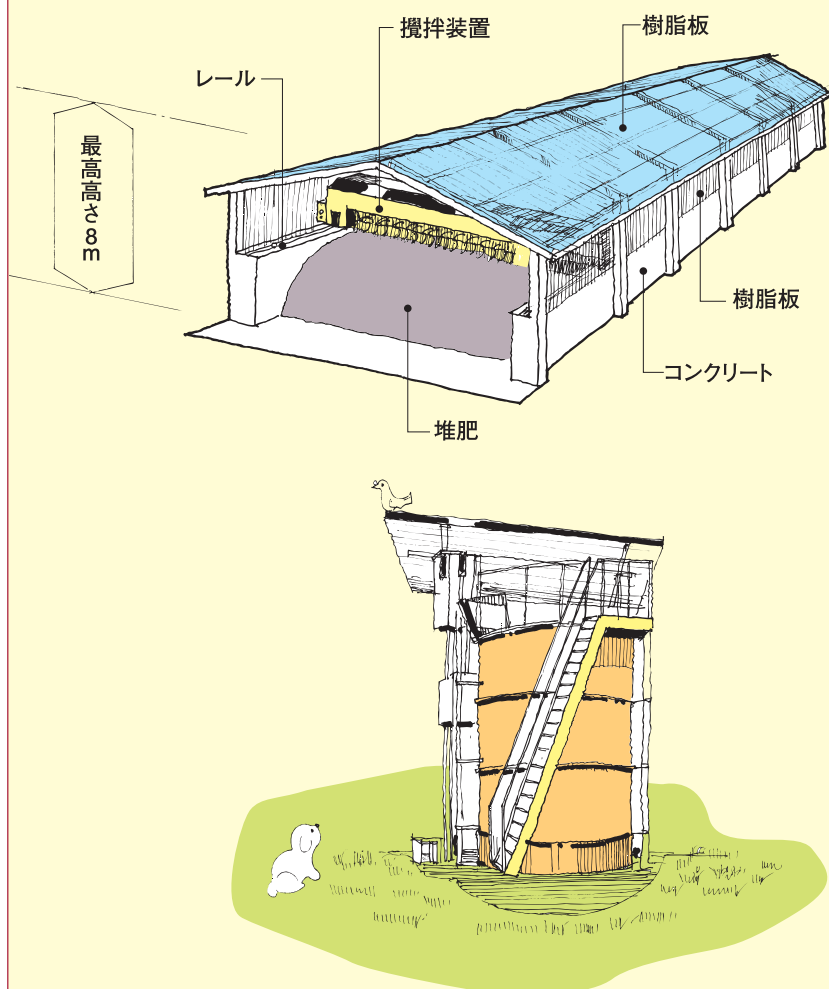 攪拌装置
樹脂板
レール
最高高さ8m
樹脂板
コンクリート
堆肥